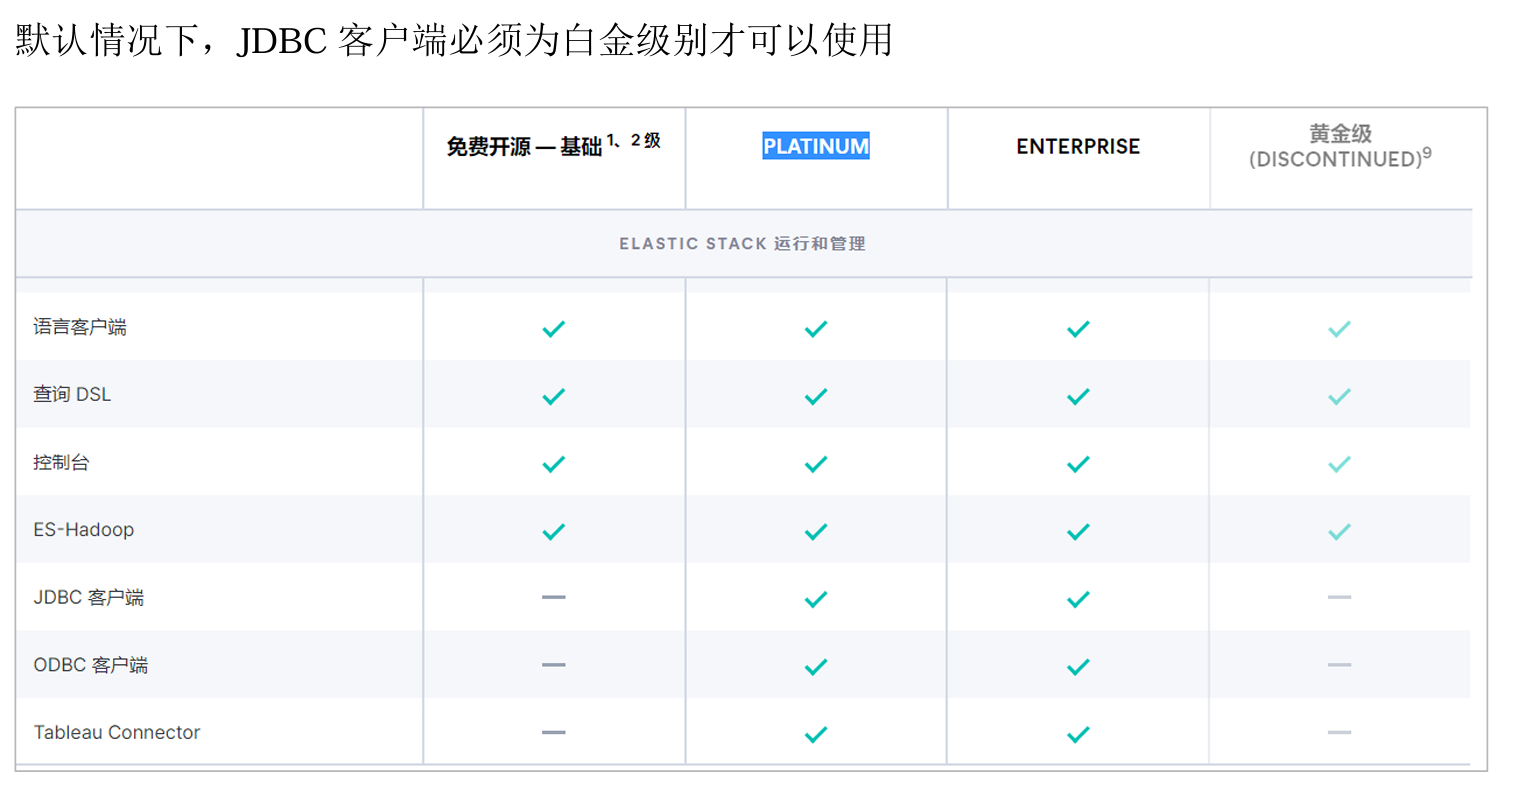 默认情况下，JDBC 客户端必须为白金级别才可以使用
免费开源 — 基础 1、2 级
PLATINUM
ENTERPRISE
黄金级
(DISCONTINUED)9
ELASTIC STACK 运行和管理
语言客户端
查询 DSL
控制台
ES-Hadoop
JDBC 客户端
ODBC 客户端
Tableau Connector